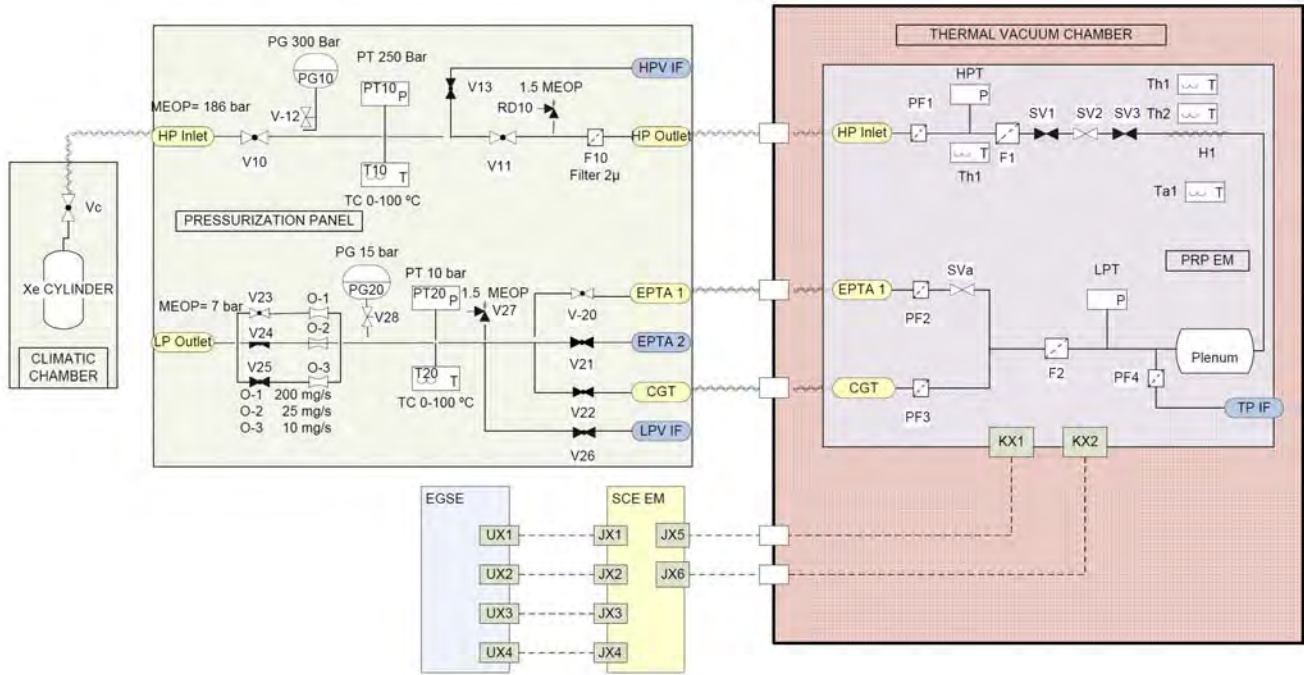 CLIMATIC
CHAMBER
Vc
Xe CYLINDER
PG 300 Bar
PG10
V-12
MEOP= 186 bar
HP Inlet
V10
PT 250 Bar
PT10
P
T10
T
TC 0-100 ºC
V13
HPV IF
1.5 MEOP
RD10
V11
F10
Filter 2µ
HP Outlet
PRESSURIZATION PANEL
PG 15 bar
PG20
V28
PT 10 bar
PT20
P
T20
T
TC 0-100 ºC
1.5 MEOP
V27
MEOP= 7 bar
LP Outlet
V23
O-1
V24
O-2
V25
O-3
O-1 200 mg/s
O-2 25 mg/s
O-3 10 mg/s
V-20
EPTA 1
V21
EPTA 2
V22
CGT
V26
LPV IF
THERMAL VACUUM CHAMBER
HP Inlet
PF1
HPT
P
T
Th1
F1
SV1
SV2
SV3
Th1
T
Th2
T
H1
Ta1
T
PRP EM
EPTA 1
PF2
SVa
CGT
PF3
F2
LPT
P
Plenum
PF4
TP IF
KX1
KX2
EGSE
UX1
UX2
UX3
UX4
SCE EM
JX1
JX2
JX3
JX4
JX5
JX6